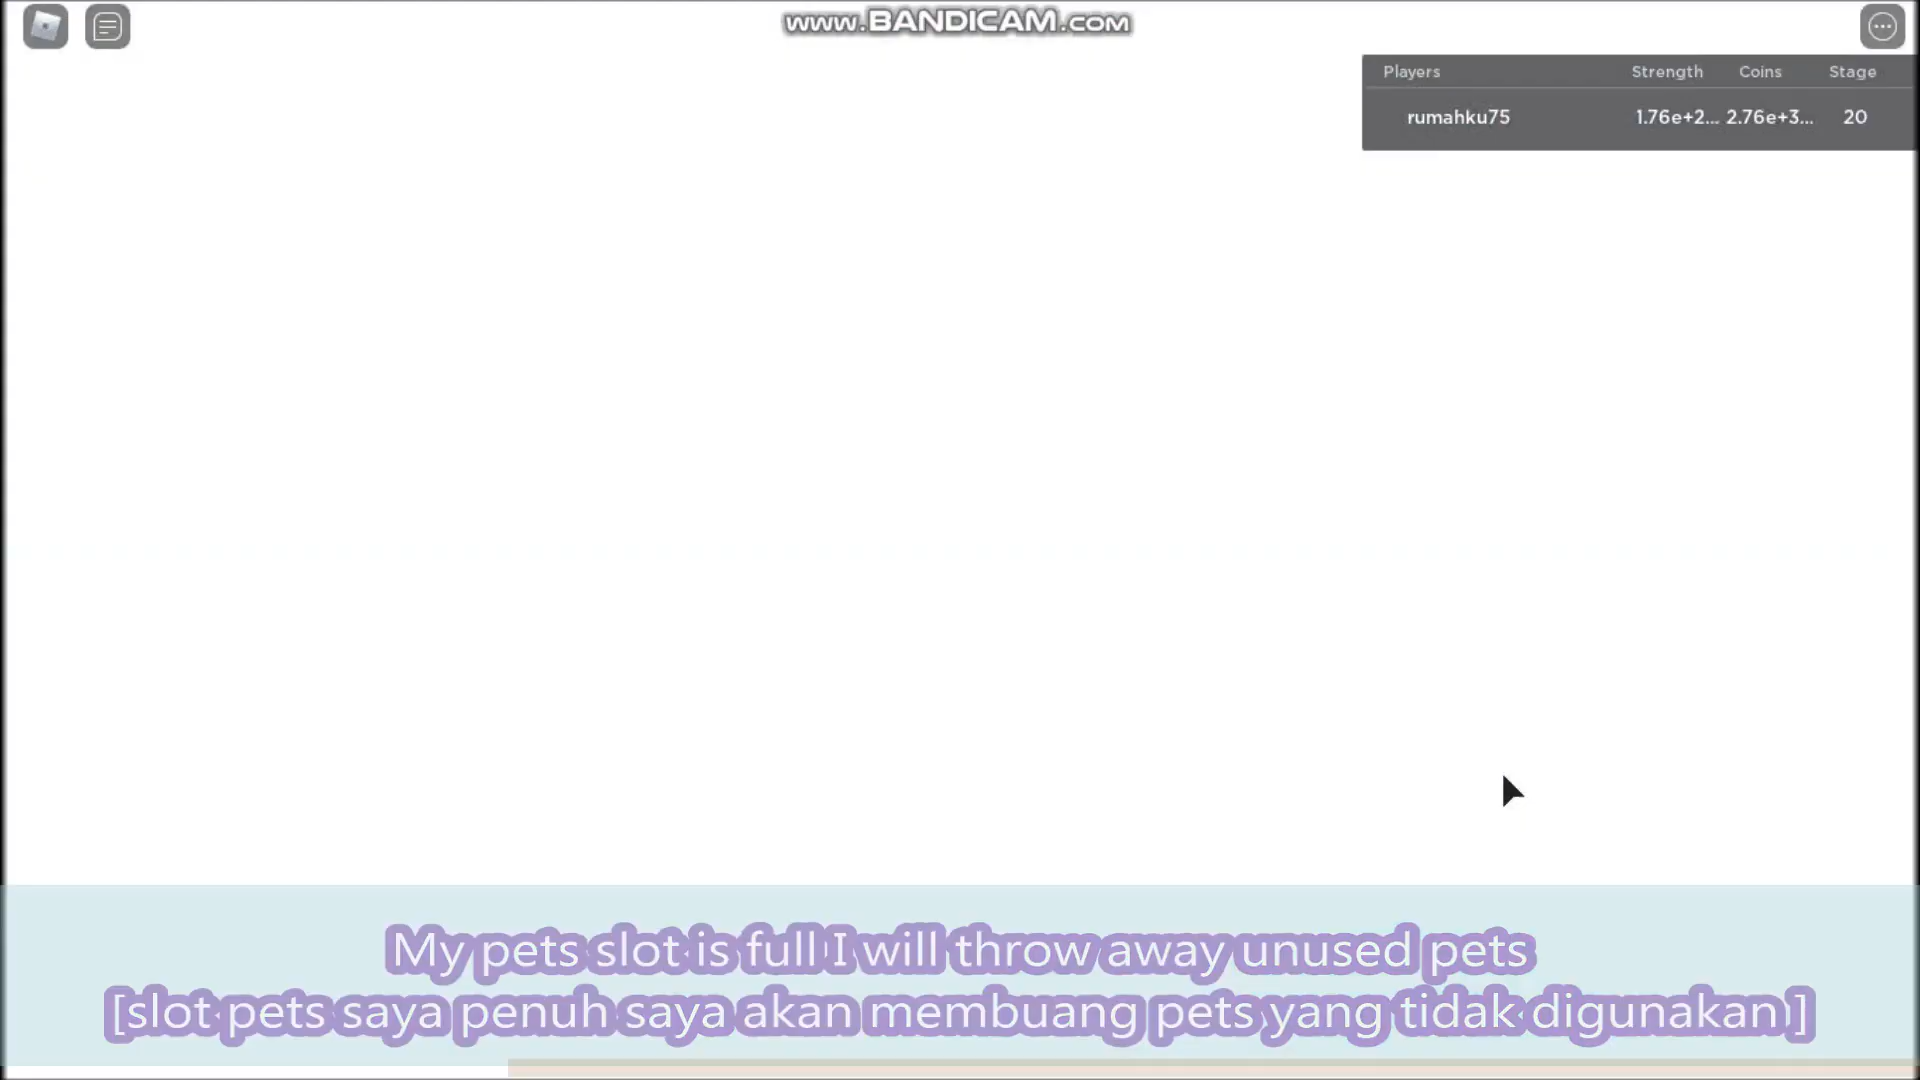 www.BANDICAM.com
Players Strength Coins Stage
rumahku75 1.76e+2... 2.76e+3... 20
My pets slot is full I will throw away unused pets
[slot pets saya penuh saya akan membuang pets yang tidak digunakan ]